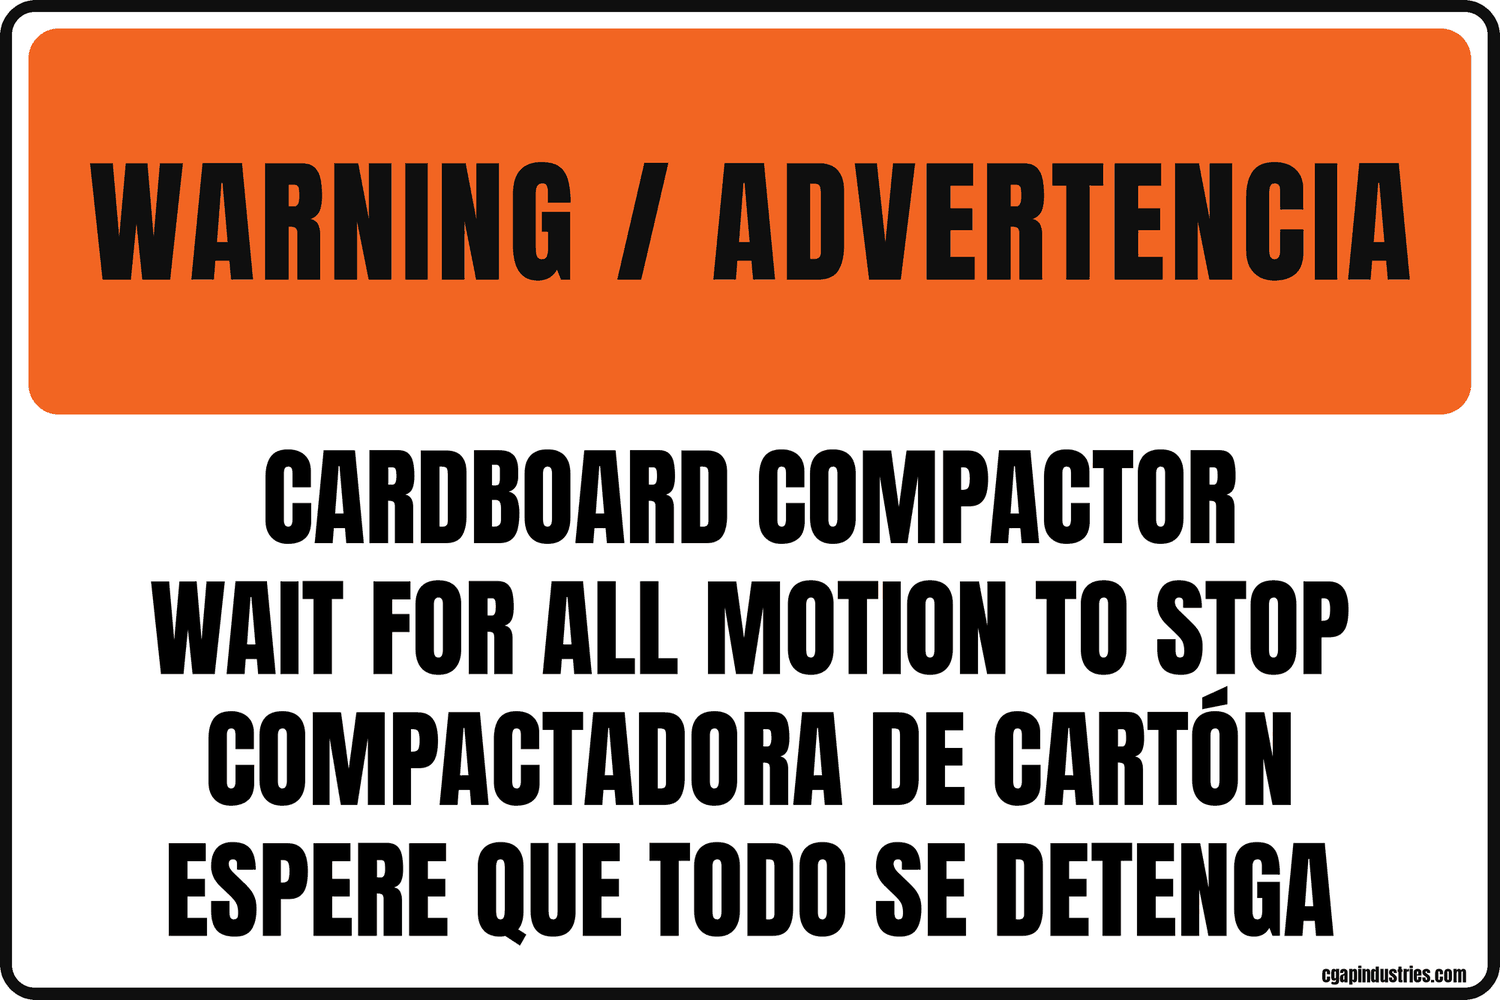 WARNING / ADVERTENCIA
CARDBOARD COMPACTOR
WAIT FOR ALL MOTION TO STOP
COMPACTADORA DE CARTÓN
ESPERE QUE TODO SE DETENGA
cgapindustries.com